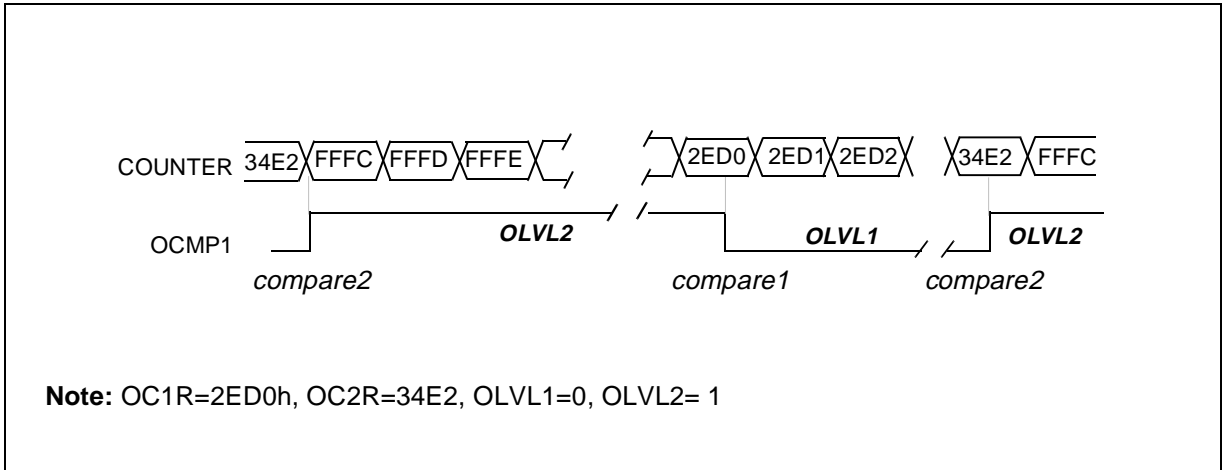 COUNTER 34E2 FFFC FFFD FFFE 2ED0 2ED1 2ED2 34E2 FFFC
OCMP1 OLVL2 OLVL1 OLVL2
compare2 compare1 compare2
Note: OC1R=2ED0h, OC2R=34E2, OLVL1=0, OLVL2= 1